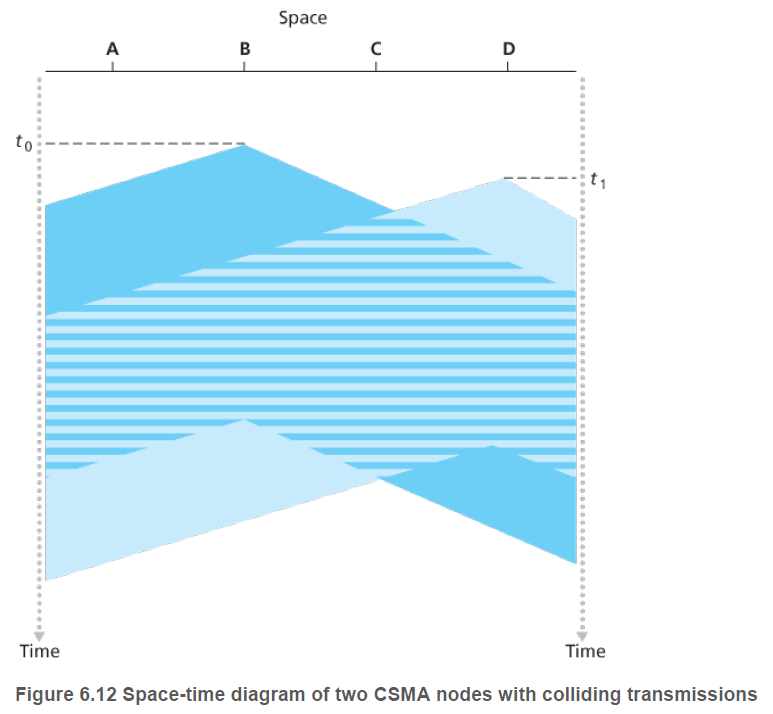 Space
A B C D
t0
t1
Time Time
Figure 6.12 Space-time diagram of two CSMA nodes with colliding transmissions